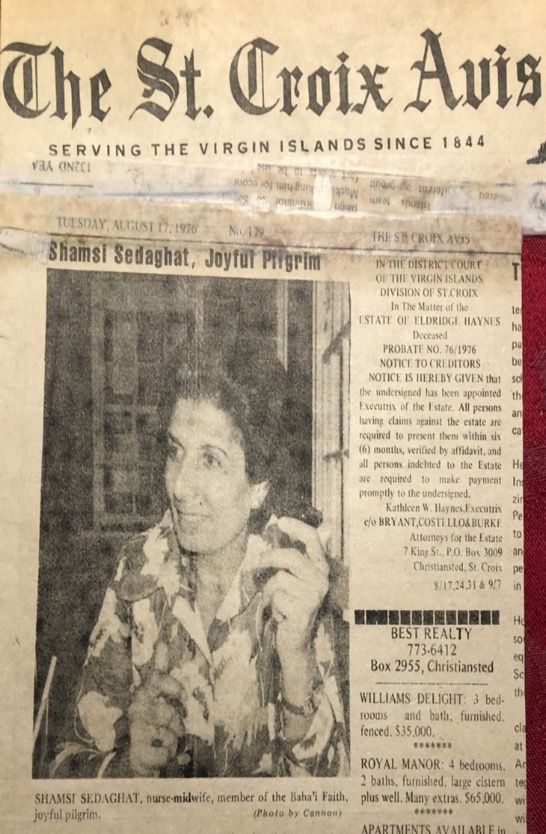 The St. Croix Avis
SERVING THE VIRGIN ISLANDS SINCE 1844
132ND YEA
TUESDAY, AUGUST 17, 1976 No. 179 THE ST. CROIX AVIS
Shamsi Sedaghat, Joyful Pilgrim
SHAMSI SEDAGHAT, nurse-midwife, member of the Baha'i Faith,
joyful pilgrim. (Photo by Cannon)
IN THE DISTRICT COURT
OF THE VIRGIN ISLANDS
DIVISION OF ST.CROIX
In The Matter of the
ESTATE OF ELDRIDGE HAYNES
Deceased
PROBATE NO. 76/1976
NOTICE TO CREDITORS
NOTICE IS HEREBY GIVEN that
the undersigned has been appointed
Executrix of the Estate. All persons
having claims against the estate are
required to present them within six
(6) months, verified by affidavit, and
all persons indebted to the Estate
are required to make payment
promptly to the undersigned.
Kathleen W. Haynes,Executrix
c/o BRYANT,COSTELLO&BURKE
Attorneys for the Estate
7 King St., P.O. Box 3009
Christiansted, St. Croix
8/17,24,31 & 9/7
BEST REALTY
773-6412
Box 2955, Christiansted
WILLIAMS DELIGHT: 3 bed-
rooms and bath, furnished,
fenced. $35,000.
*******
ROYAL MANOR: 4 bedrooms,
2 baths, furnished, large cistern
plus well. Many extras. $65,000.
*******
APARTMENTS AVAILABLE in